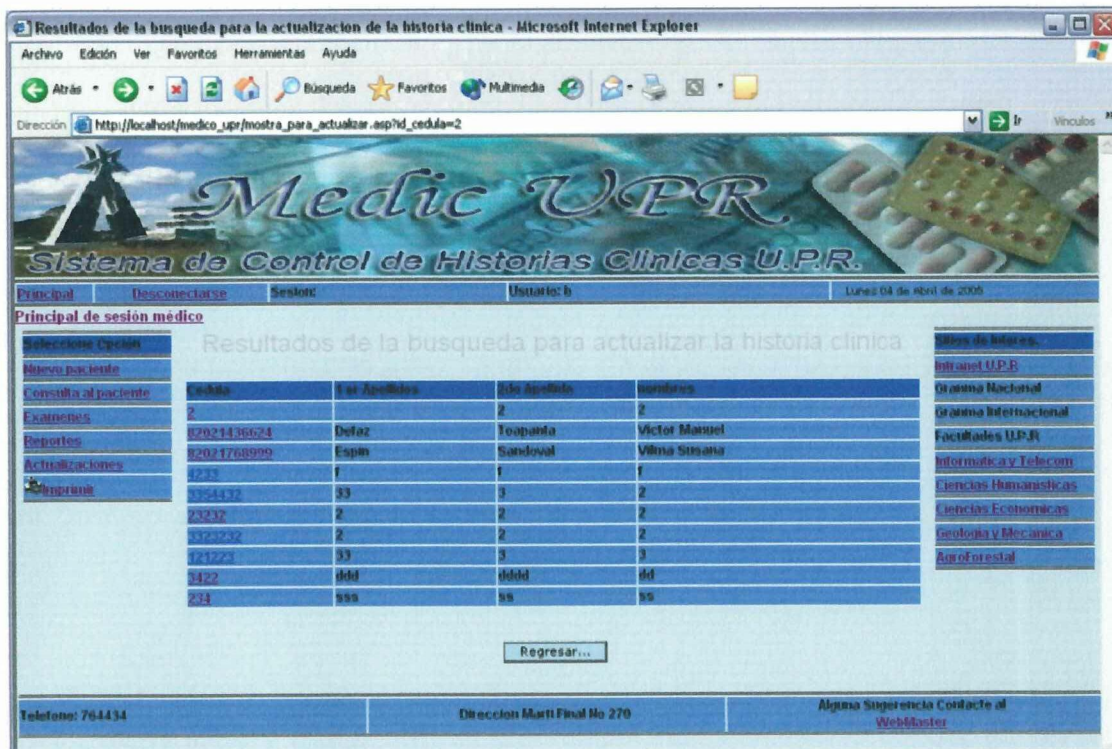 Resultados de la busqueda para la actualizacion de la historia clinica - Microsoft Internet Explorer
Archivo Edición Ver Favoritos Herramientas Ayuda
Atrás Búsqueda Favoritos Multimedia
Dirección http://localhost/medico_upr/mostra_para_actualizar.asp?id_cedula=2 Ir Vínculos »
Medic UPR
Sistema de Control de Historias Clinicas U.P.R.
Principal Desconectarse Sesion: Usuario: b Lunes 04 de Abril de 2005
Principal de sesión médico
Seleccione Opción
Nuevo paciente
Consulta al paciente
Examenes
Reportes
Actualizaciones
Imprimir
Resultados de la busqueda para actualizar la historia clinica
Cedula 1 er Apellidos 2do Apellido nombres
2 2 2
82021436624 Defaz Toapanta Victor Manuel
82021768999 Espin Sandoval Vilma Susana
4233 f f f
3354432 33 3 2
23232 2 2 2
3323232 2 2 2
121223 33 3 3
3422 ddd dddd dd
234 sss ss ss
Sitios de Interes.
Intranet U.P.R
Granma Nacional
Granma Internacional
Facultades U.P.R
Informatica y Telecom
Ciencias Humanisticas
Ciencias Economicas
Geologia y Mecanica
AgroForestal
Regresar...
Telefono: 764434 Direccion Marti Final No 270 Alguna Sugerencia Contacte al
WebMaster